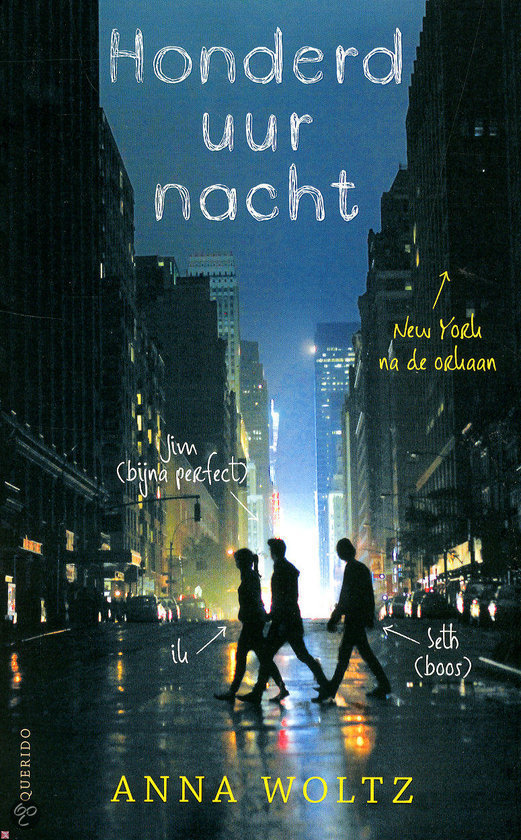 Honderd
uur
nacht
New York
na de orkaan
Jim
(bijna perfect)
ik
Seth
(boos)
QUERIDO
ANNA WOLTZ